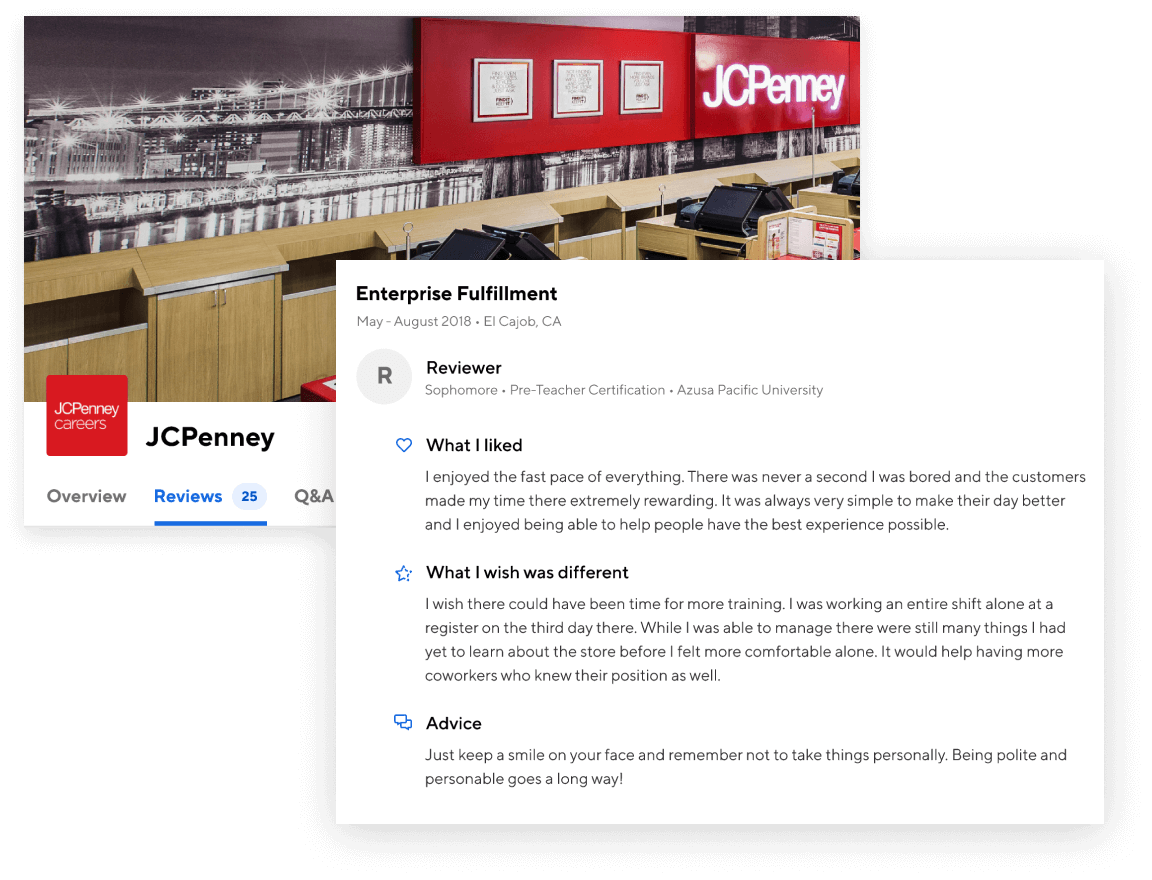 JCPenney
JCPenney
careers
JCPenney
Overview
Reviews 25
Q&A
Enterprise Fulfillment
May - August 2018 • El Cajob, CA
R
Reviewer
Sophomore • Pre-Teacher Certification • Azusa Pacific University
What I liked
I enjoyed the fast pace of everything. There was never a second I was bored and the customers
made my time there extremely rewarding. It was always very simple to make their day better
and I enjoyed being able to help people have the best experience possible.
What I wish was different
I wish there could have been time for more training. I was working an entire shift alone at a
register on the third day there. While I was able to manage there were still many things I had
yet to learn about the store before I felt more comfortable alone. It would help having more
coworkers who knew their position as well.
Advice
Just keep a smile on your face and remember not to take things personally. Being polite and
personable goes a long way!